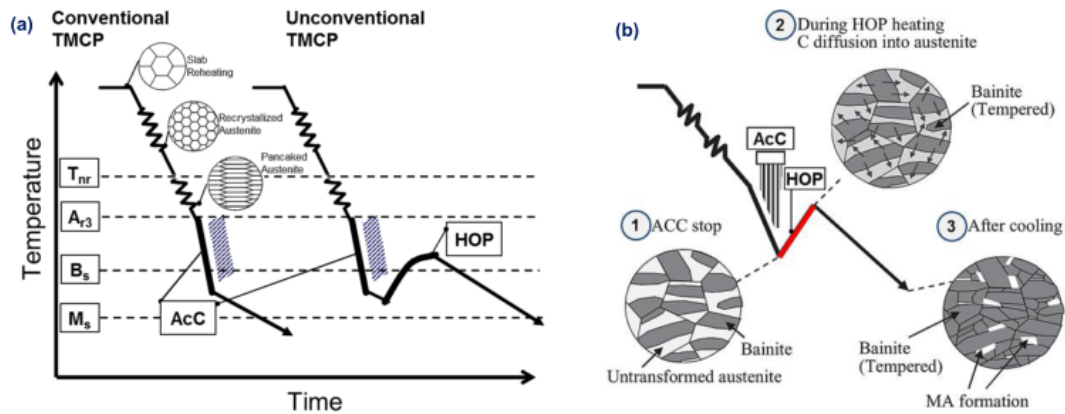 (a)
Conventional
TMCP
Unconventional
TMCP
Slab
Reheating
Recrystallized
Austenite
Pancaked
Austenite
Temperature
Tnr
Ar3
Bs
Ms
AcC
HOP
Time
(b)
2 During HOP heating
C diffusion into austenite
Bainite
(Tempered)
AcC
HOP
1 ACC stop
3 After cooling
Bainite
Untransformed austenite
Bainite
(Tempered)
MA formation